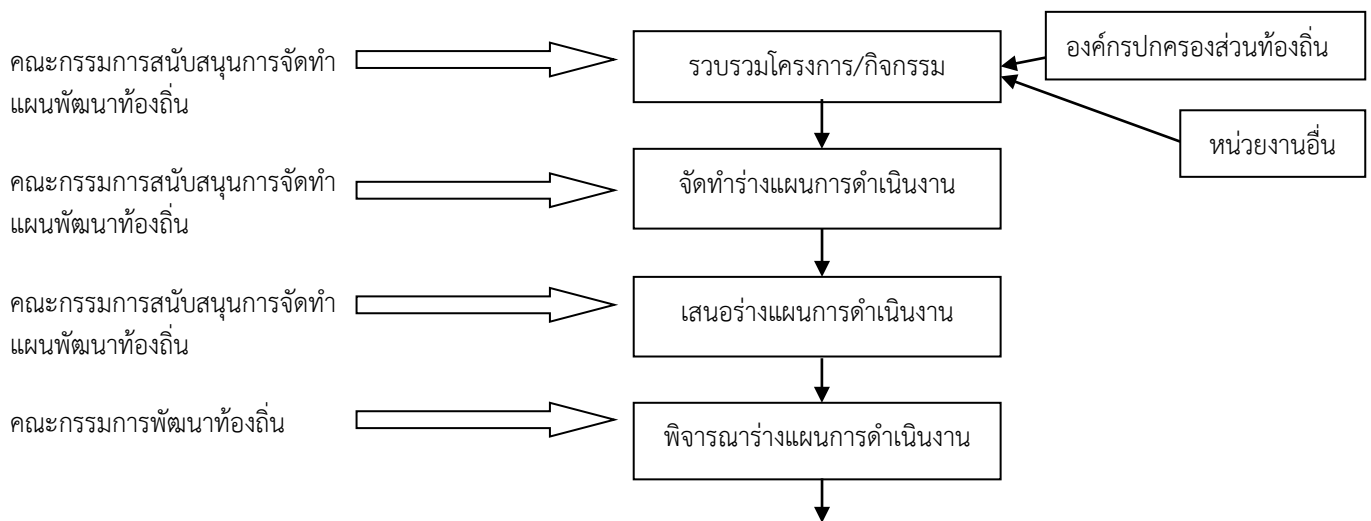 องค์กรปกครองส่วนท้องถิ่น
คณะกรรมการสนับสนุนการจัดทำ
แผนพัฒนาท้องถิ่น
รวบรวมโครงการ/กิจกรรม
หน่วยงานอื่น
คณะกรรมการสนับสนุนการจัดทำ
แผนพัฒนาท้องถิ่น
จัดทำร่างแผนการดำเนินงาน
คณะกรรมการสนับสนุนการจัดทำ
แผนพัฒนาท้องถิ่น
เสนอร่างแผนการดำเนินงาน
คณะกรรมการพัฒนาท้องถิ่น
พิจารณาร่างแผนการดำเนินงาน